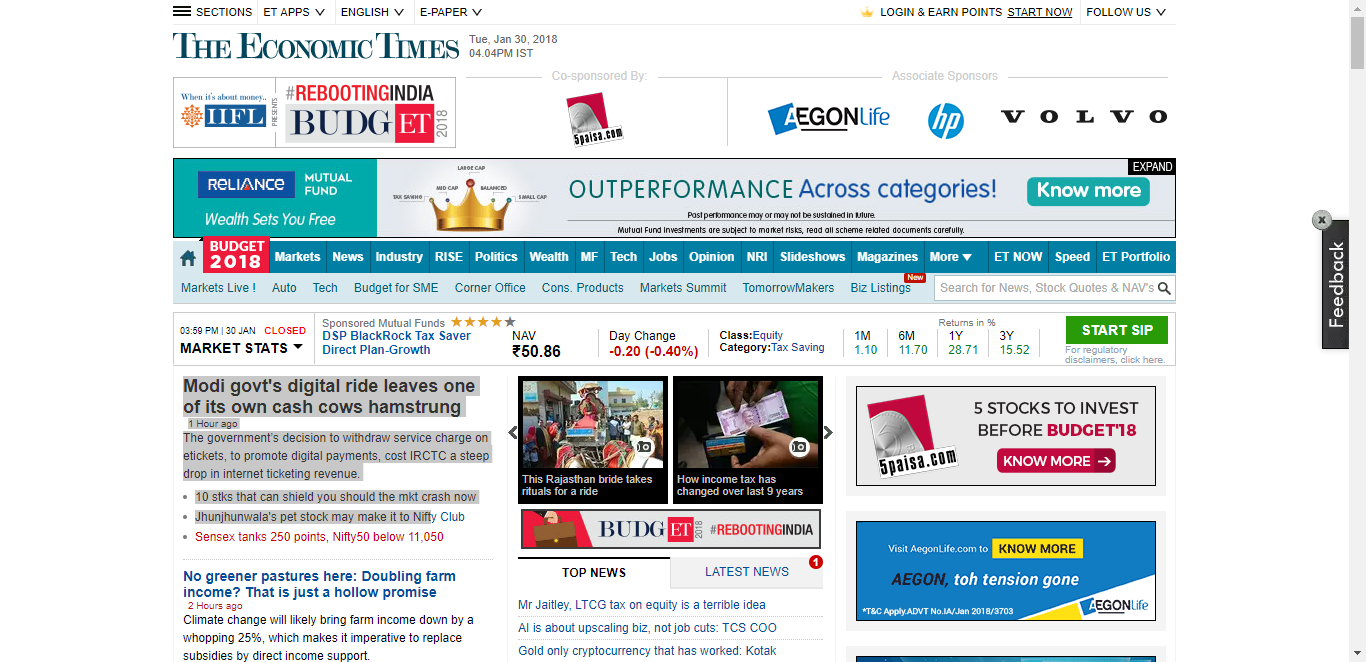 SECTIONS
ET APPS
ENGLISH
E-PAPER
LOGIN & EARN POINTS START NOW
FOLLOW US
THE ECONOMIC TIMES
Tue, Jan 30, 2018
04.04PM IST
When it's about money..
IIFL
PRESENTS
#REBOOTINGINDIA
BUDGET 2018
Co-sponsored By:
5paisa.com
Associate Sponsors
AEGONLife
hp
VOLVO
RELIANCE MUTUAL FUND
Wealth Sets You Free
LARGE CAP
MID CAP
BALANCED
TAX SAVING
SMALL CAP
OUTPERFORMANCE Across categories!
Past performance may or may not be sustained in future.
Mutual Fund Investments are subject to market risks, read all scheme related documents carefully.
Know more
EXPAND
x
Feedback
BUDGET 2018
Markets
News
Industry
RISE
Politics
Wealth
MF
Tech
Jobs
Opinion
NRI
Slideshows
Magazines
More
ET NOW
Speed
ET Portfolio
Markets Live !
Auto
Tech
Budget for SME
Corner Office
Cons. Products
Markets Summit
TomorrowMakers
Biz Listings
New
Search for News, Stock Quotes & NAV's
03:59 PM | 30 JAN CLOSED
MARKET STATS
Sponsored Mutual Funds
DSP BlackRock Tax Saver
Direct Plan-Growth
NAV
₹50.86
Day Change
-0.20 (-0.40%)
Class:Equity
Category:Tax Saving
Returns in %
1M 6M 1Y 3Y
1.10 11.70 28.71 15.52
START SIP
For regulatory
disclaimers, click here.
Modi govt's digital ride leaves one
of its own cash cows hamstrung
1 Hour ago
The government's decision to withdraw service charge on
etickets, to promote digital payments, cost IRCTC a steep
drop in internet ticketing revenue.
10 stks that can shield you should the mkt crash now
Jhunjhunwala's pet stock may make it to Nifty Club
Sensex tanks 250 points, Nifty50 below 11,050
No greener pastures here: Doubling farm
income? That is just a hollow promise
2 Hours ago
Climate change will likely bring farm income down by a
whopping 25%, which makes it imperative to replace
subsidies by direct income support.
This Rajasthan bride takes
rituals for a ride
How income tax has
changed over last 9 years
BUDGET 2018 #REBOOTINGINDIA
TOP NEWS
LATEST NEWS
1
Mr Jaitley, LTCG tax on equity is a terrible idea
AI is about upscaling biz, not job cuts: TCS COO
Gold only cryptocurrency that has worked: Kotak
5paisa.com
5 STOCKS TO INVEST
BEFORE BUDGET'18
KNOW MORE
Visit AegonLife.com to KNOW MORE
AEGON, toh tension gone
*T&C Apply.ADVT No.IA/Jan 2018/3703
AEGONLife